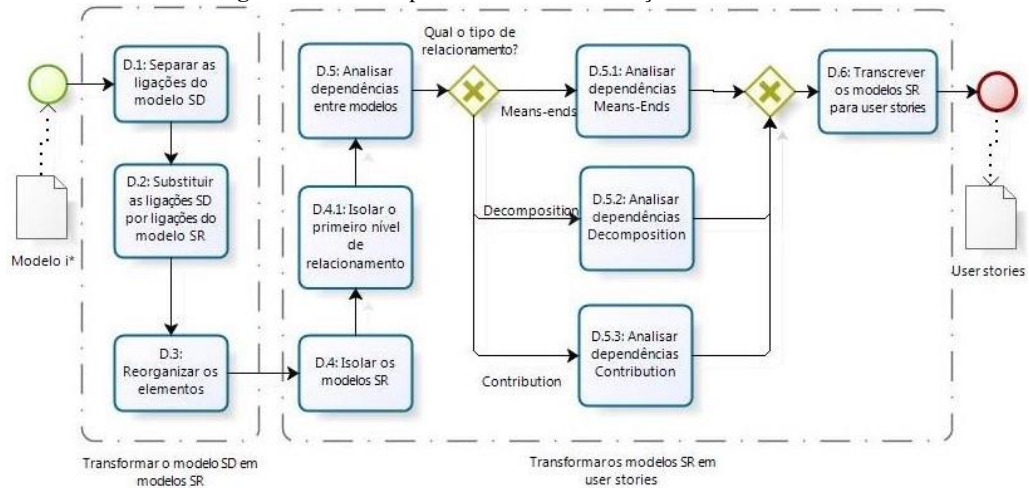 Qual o tipo de
relacionamento?
D.1: Separar as
ligações do
modelo SD
D.2: Substituir
as ligações SD
por ligações do
modelo SR
D.3:
Reorganizar os
elementos
Modelo i*
Transformar o modelo SD em
modelos SR
D.4: Isolar os
modelos SR
D.4.1: Isolar o
primeiro nível
de
relacionamento
D.5: Analisar
dependências
entre modelos
Means-ends
D.5.1: Analisar
dependências
Means-Ends
Decomposition
D.5.2: Analisar
dependências
Decomposition
Contribution
D.5.3: Analisar
dependências
Contribution
D.6: Transcrever
os modelos SR
para user stories
User stories
Transformar os modelos SR em
user stories